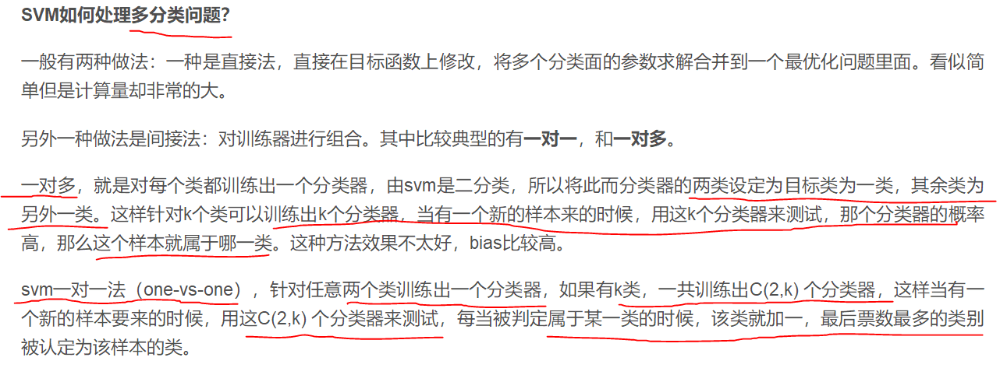 SVM如何处理多分类问题？
一般有两种做法：一种是直接法，直接在目标函数上修改，将多个分类面的参数求解合并到一个最优化问题里面。看似简
单但是计算量却非常的大。
另外一种做法是间接法：对训练器进行组合。其中比较典型的有一对一，和一对多。
一对多，就是对每个类都训练出一个分类器，由svm是二分类，所以将此而分类器的两类设定为目标类为一类，其余类为
另外一类。这样针对k个类可以训练出k个分类器，当有一个新的样本来的时候，用这k个分类器来测试，那个分类器的概率
高，那么这个样本就属于哪一类。这种方法效果不太好，bias比较高。
svm一对一法（one-vs-one），针对任意两个类训练出一个分类器，如果有k类，一共训练出C(2,k) 个分类器，这样当有一
个新的样本要来的时候，用这C(2,k) 个分类器来测试，每当被判定属于某一类的时候，该类就加一，最后票数最多的类别
被认定为该样本的类。